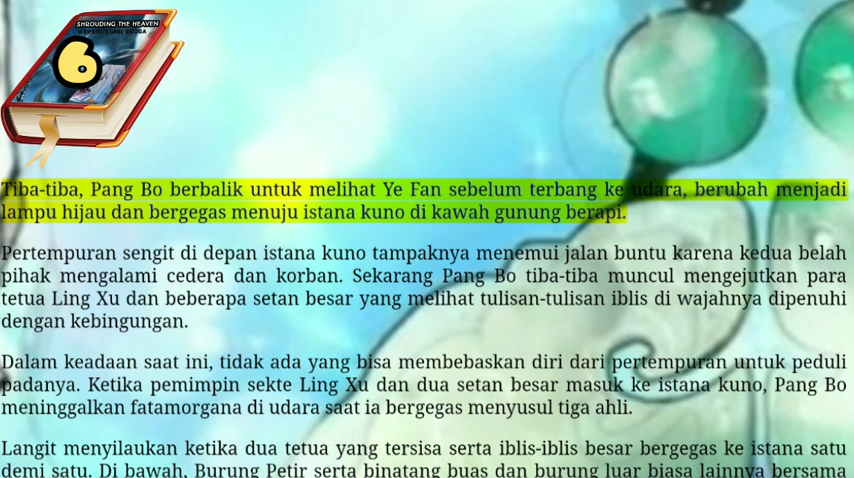 SHROUDING THE HEAVEN
6
Tiba-tiba, Pang Bo berbalik untuk melihat Ye Fan sebelum terbang ke udara, berubah menjadi
lampu hijau dan bergegas menuju istana kuno di kawah gunung berapi.
Pertempuran sengit di depan istana kuno tampaknya menemui jalan buntu karena kedua belah
pihak mengalami cedera dan korban. Sekarang Pang Bo tiba-tiba muncul mengejutkan para
tetua Ling Xu dan beberapa setan besar yang melihat tulisan-tulisan iblis di wajahnya dipenuhi
dengan kebingungan.
Dalam keadaan saat ini, tidak ada yang bisa membebaskan diri dari pertempuran untuk peduli
padanya. Ketika pemimpin sekte Ling Xu dan dua setan besar masuk ke istana kuno, Pang Bo
meninggalkan fatamorgana di udara saat ia bergegas menyusul tiga ahli.
Langit menyilaukan ketika dua tetua yang tersisa serta iblis-iblis besar bergegas ke istana satu
demi satu. Di bawah, Burung Petir serta binatang buas dan burung luar biasa lainnya bersama